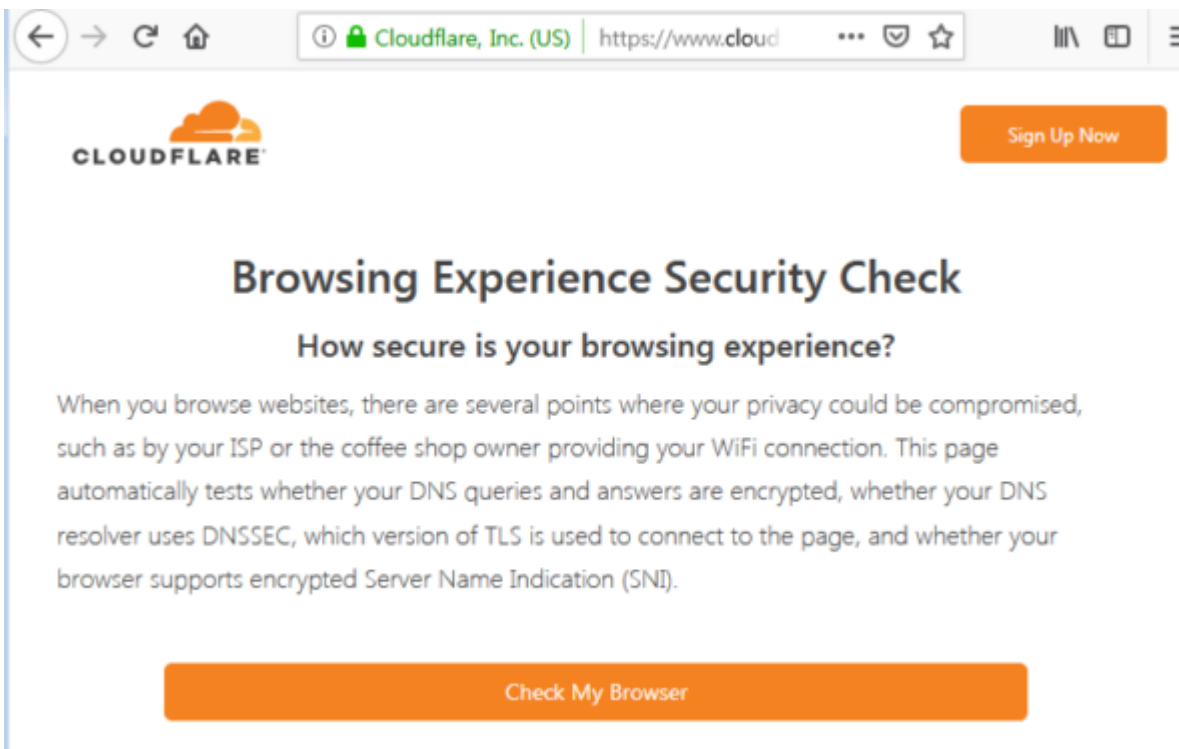 Cloudflare, Inc. (US) https://www.cloud
CLOUDFLARE
Sign Up Now
Browsing Experience Security Check
How secure is your browsing experience?
When you browse websites, there are several points where your privacy could be compromised,
such as by your ISP or the coffee shop owner providing your WiFi connection. This page
automatically tests whether your DNS queries and answers are encrypted, whether your DNS
resolver uses DNSSEC, which version of TLS is used to connect to the page, and whether your
browser supports encrypted Server Name Indication (SNI).
Check My Browser